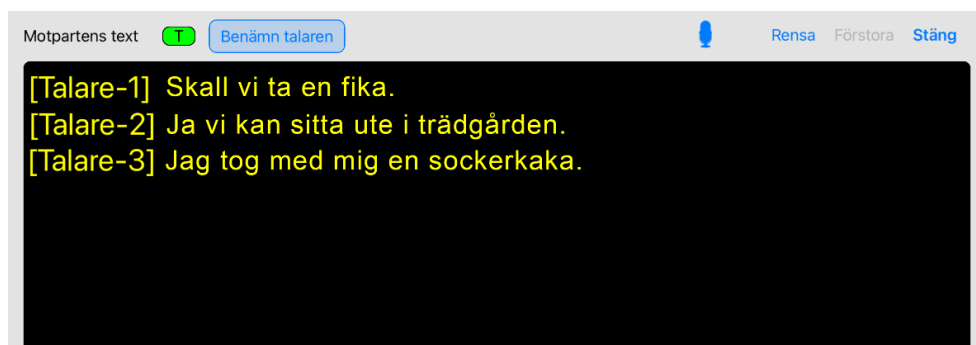 Motpartens text T Benämn talaren Rensa Förstora Stäng
[Talare-1] Skall vi ta en fika.
[Talare-2] Ja vi kan sitta ute i trädgården.
[Talare-3] Jag tog med mig en sockerkaka.